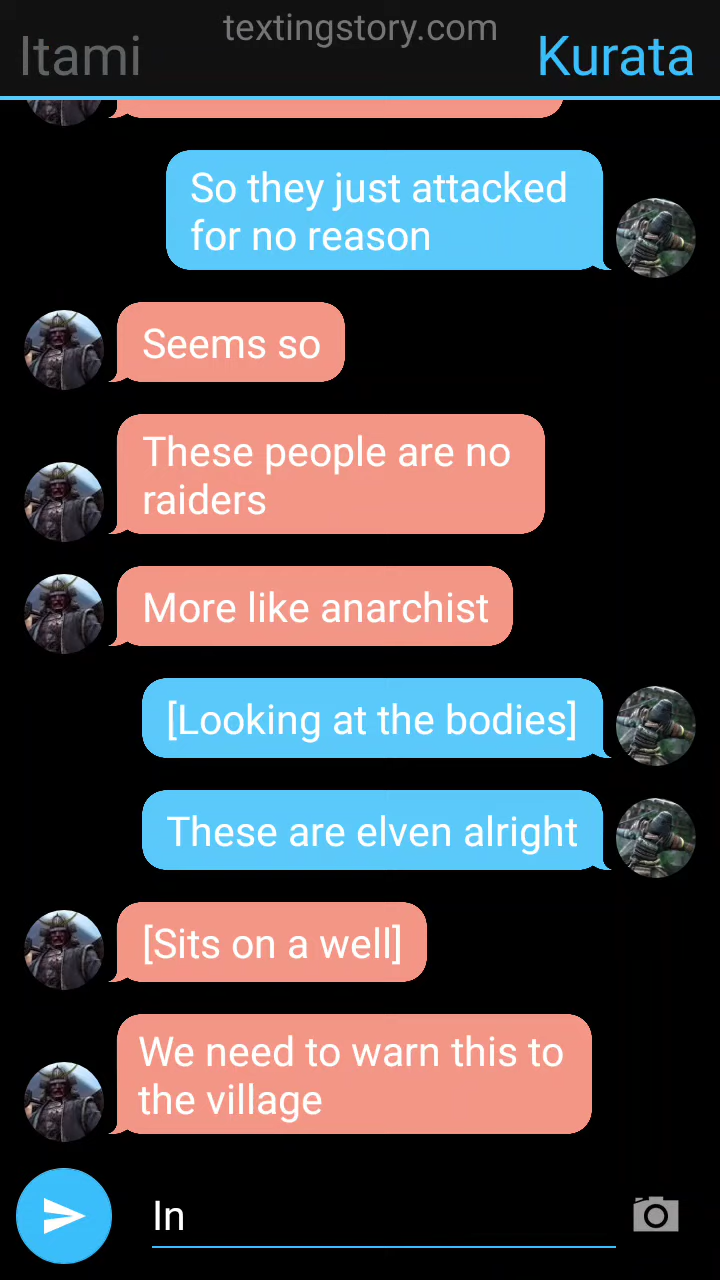 textingstory.com
Itami
Kurata
So they just attacked
for no reason
Seems so
These people are no
raiders
More like anarchist
[Looking at the bodies]
These are elven alright
[Sits on a well]
We need to warn this to
the village
In